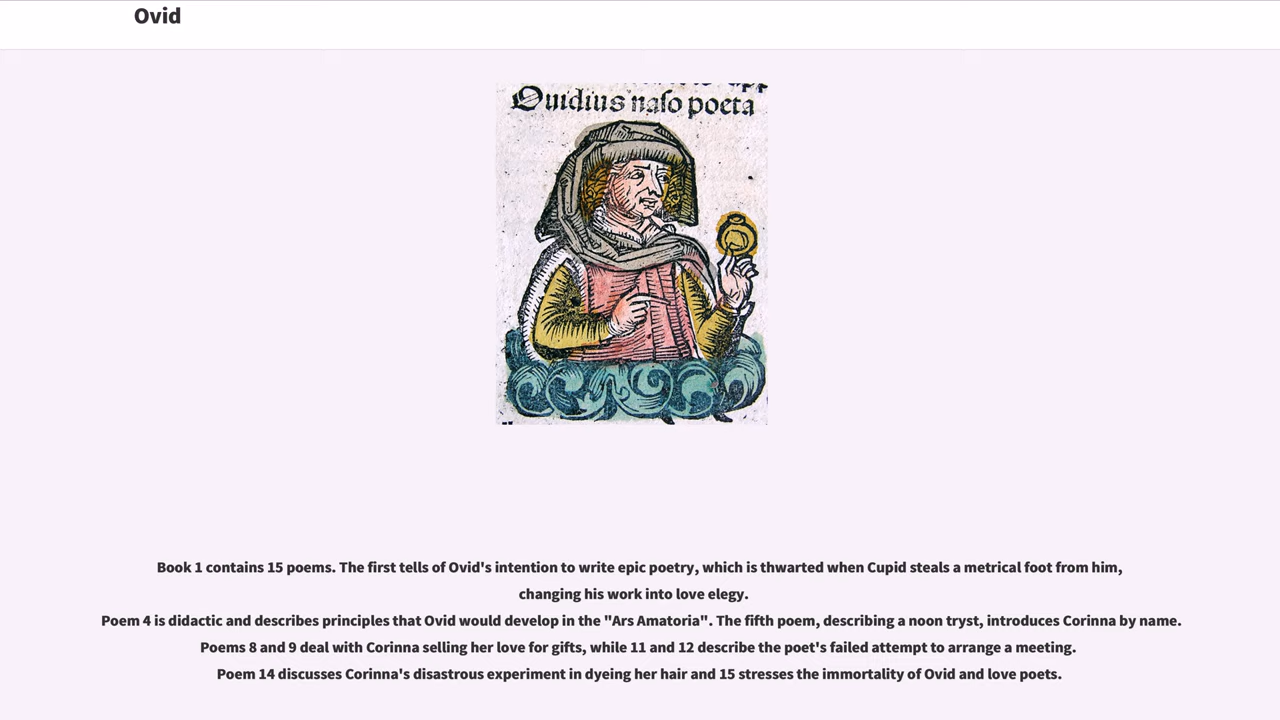 Ovid
Ouidius naſo poeta
Book 1 contains 15 poems. The first tells of Ovid's intention to write epic poetry, which is thwarted when Cupid steals a metrical foot from him,
changing his work into love elegy.
Poem 4 is didactic and describes principles that Ovid would develop in the "Ars Amatoria". The fifth poem, describing a noon tryst, introduces Corinna by name.
Poems 8 and 9 deal with Corinna selling her love for gifts, while 11 and 12 describe the poet's failed attempt to arrange a meeting.
Poem 14 discusses Corinna's disastrous experiment in dyeing her hair and 15 stresses the immortality of Ovid and love poets.